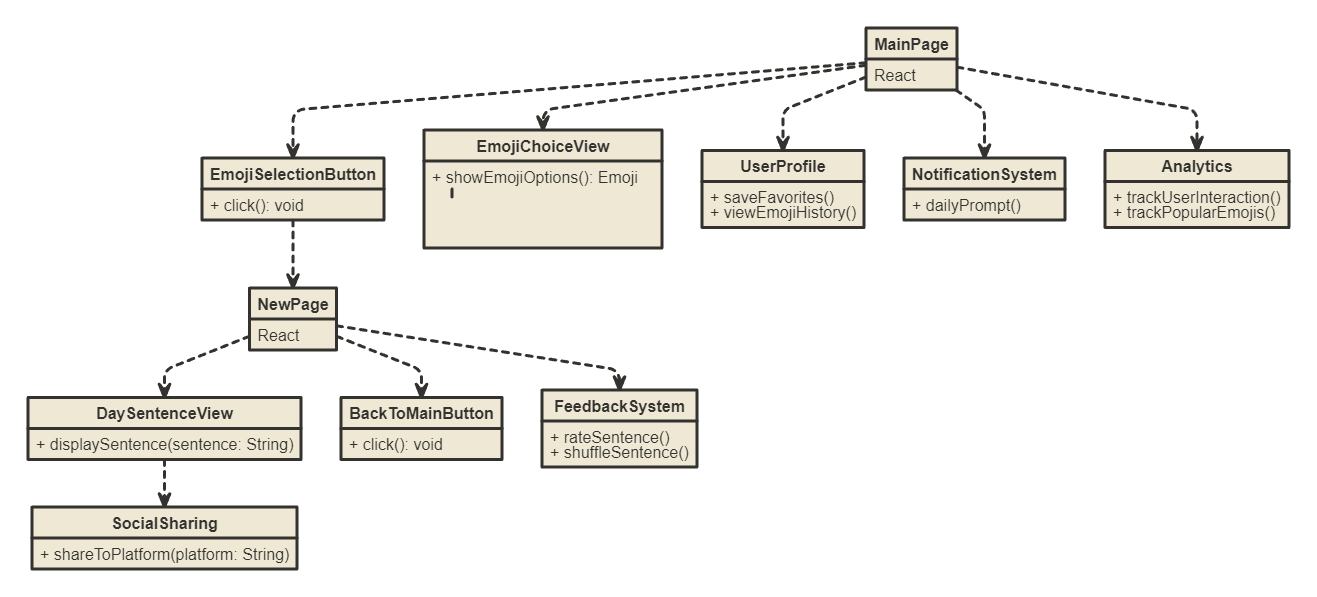 MainPage
React
EmojiSelectionButton
+ click(): void
EmojiChoiceView
+ showEmojiOptions(): Emoji
UserProfile
+ saveFavorites()
+ viewEmojiHistory()
NotificationSystem
+ dailyPrompt()
Analytics
+ trackUserInteraction()
+ trackPopularEmojis()
NewPage
React
DaySentenceView
+ displaySentence(sentence: String)
BackToMainButton
+ click(): void
FeedbackSystem
+ rateSentence()
+ shuffleSentence()
SocialSharing
+ shareToPlatform(platform: String)